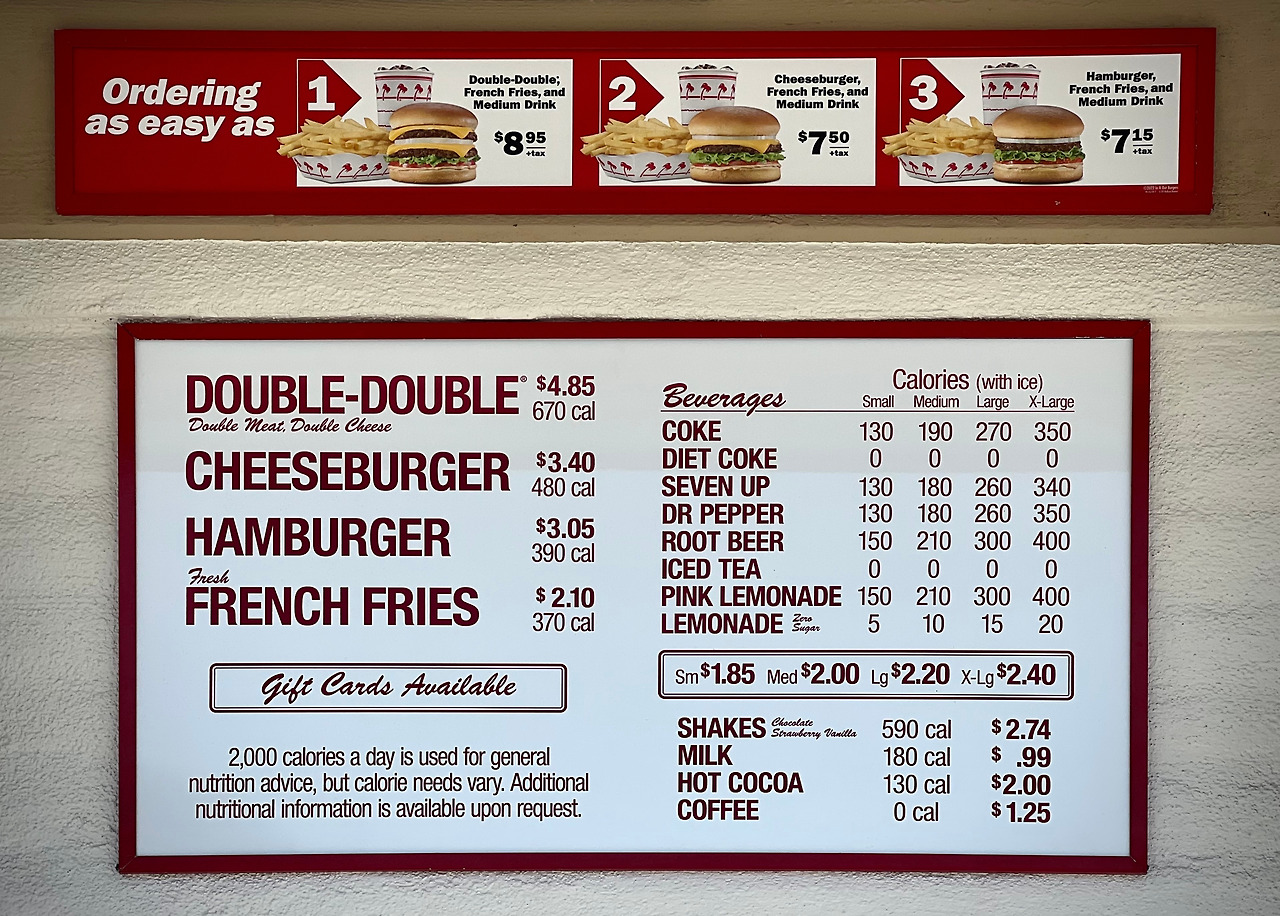 Ordering
as easy as
1
Double-Double,®
French Fries, and
Medium Drink
$8 95
+tax
2
Cheeseburger,
French Fries, and
Medium Drink
$7 50
+tax
3
Hamburger,
French Fries, and
Medium Drink
$7 15
+tax
DOUBLE-DOUBLE® $4.85
Double Meat, Double Cheese 670 cal
CHEESEBURGER $3.40
480 cal
HAMBURGER $3.05
390 cal
Fresh
FRENCH FRIES $2.10
370 cal
Gift Cards Available
2,000 calories a day is used for general
nutrition advice, but calorie needs vary. Additional
nutritional information is available upon request.
Calories (with ice)
Beverages Small Medium Large X-Large
COKE 130 190 270 350
DIET COKE 0 0 0 0
SEVEN UP 130 180 260 340
DR PEPPER 130 180 260 350
ROOT BEER 150 210 300 400
ICED TEA 0 0 0 0
PINK LEMONADE 150 210 300 400
LEMONADE Zero Sugar 5 10 15 20
Sm $1.85 Med $2.00 Lg $2.20 X-Lg $2.40
SHAKES Chocolate Strawberry Vanilla 590 cal $2.74
MILK 180 cal $ .99
HOT COCOA 130 cal $2.00
COFFEE 0 cal $1.25